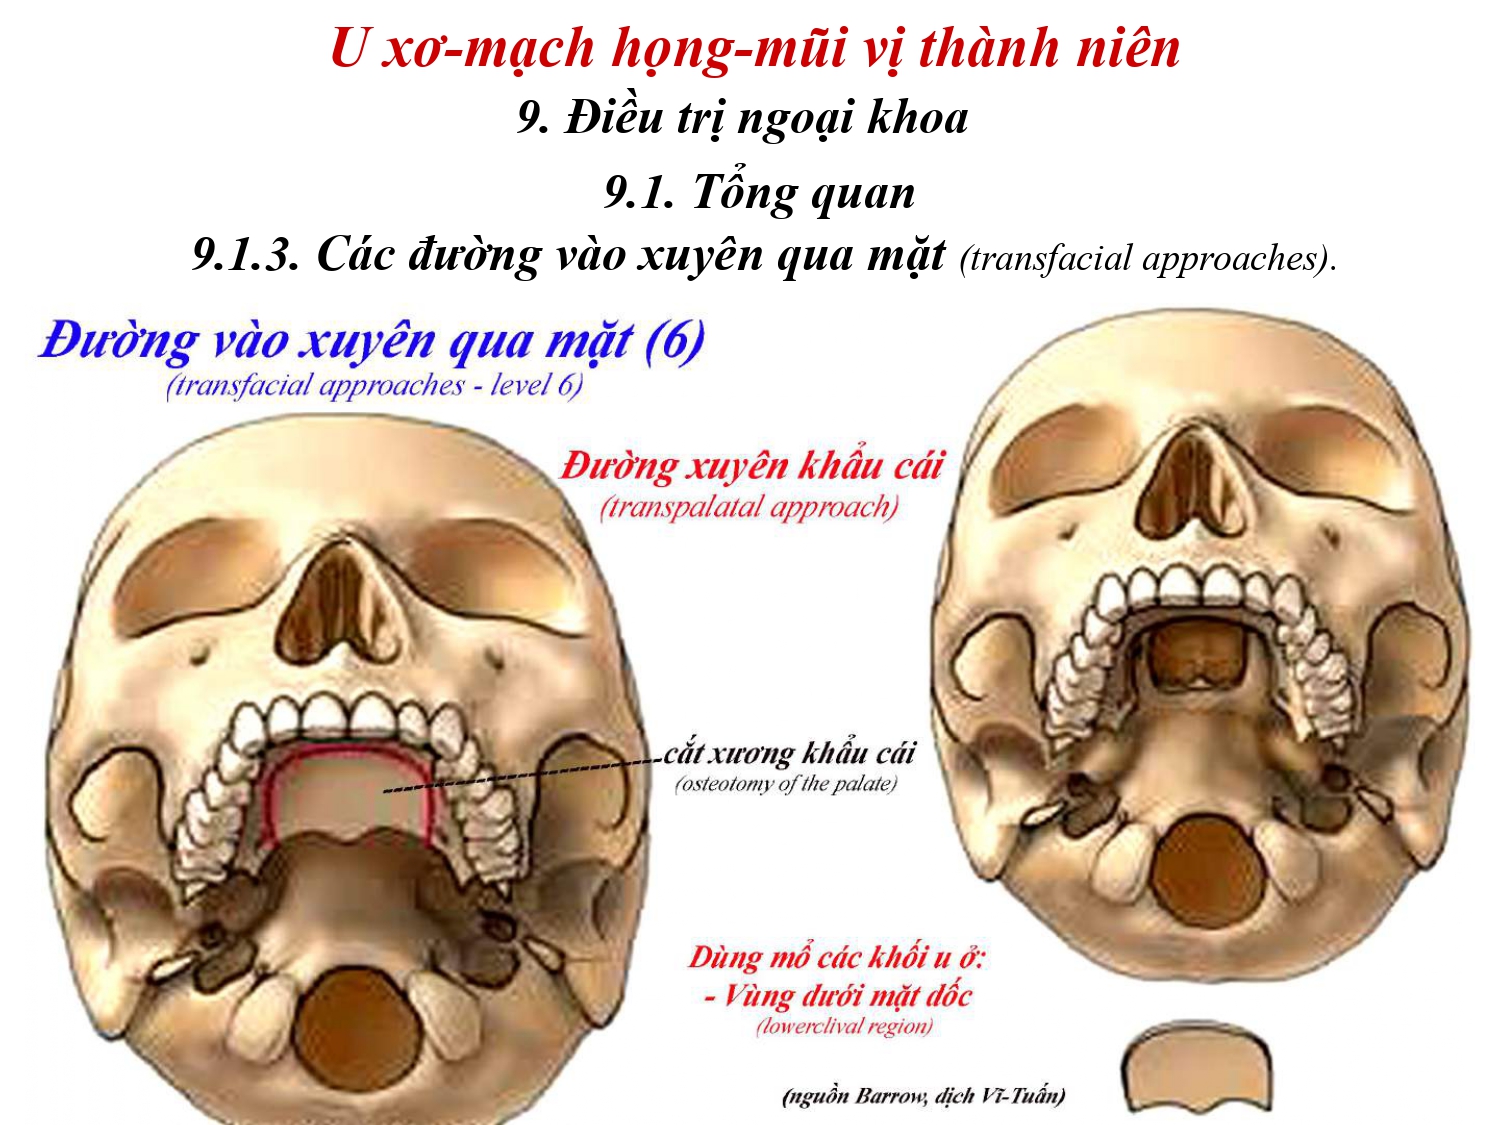 U xơ-mạch họng-mũi vị thành niên
9. Điều trị ngoại khoa
9.1. Tổng quan
9.1.3. Các đường vào xuyên qua mặt (transfacial approaches).
Đường vào xuyên qua mặt (6)
(transfacial approaches - level 6)
Đường xuyên khẩu cái
(transpalatal approach)
cắt xương khẩu cái
(osteotomy of the palate)
Dùng mổ các khối u ở:
- Vùng dưới mặt dốc
(lowerclival region)
(nguồn Barrow, dịch Vĩ-Tuấn)